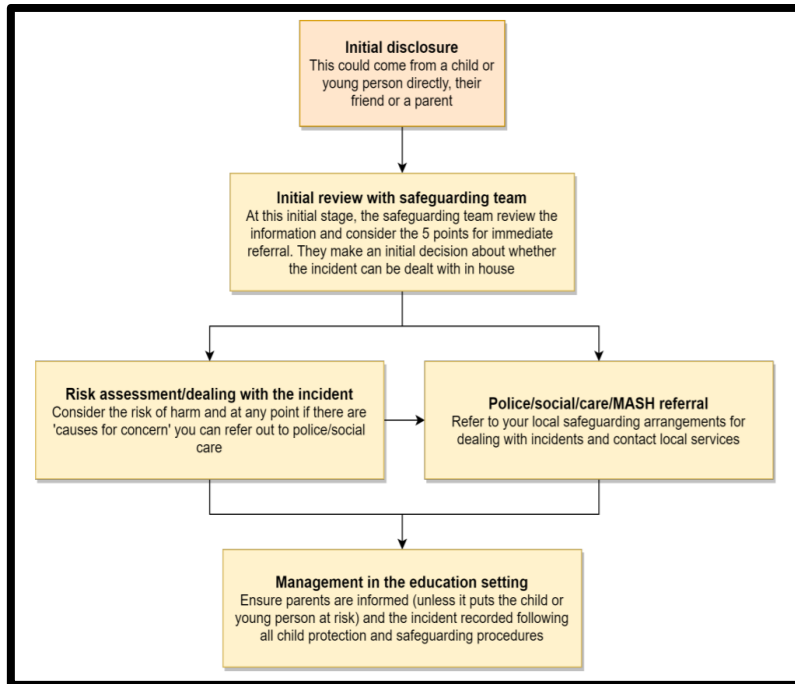 Initial disclosure
This could come from a child or
young person directly, their
friend or a parent
Initial review with safeguarding team
At this initial stage, the safeguarding team review the
information and consider the 5 points for immediate
referral. They make an initial decision about whether
the incident can be dealt with in house
Risk assessment/dealing with the incident
Consider the risk of harm and at any point if there are
'causes for concern' you can refer out to police/social
care
Police/social/care/MASH referral
Refer to your local safeguarding arrangements for
dealing with incidents and contact local services
Management in the education setting
Ensure parents are informed (unless it puts the child or
young person at risk) and the incident recorded following
all child protection and safeguarding procedures